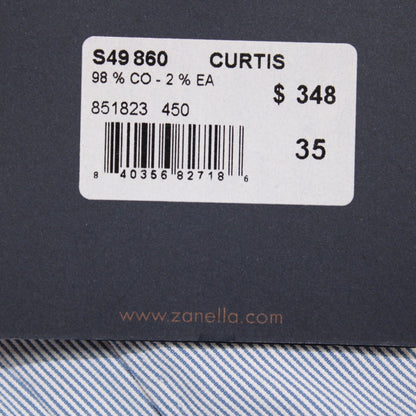 S49 860 CURTIS
98 % CO - 2 % EA
$ 348
851823 450
35
8 40356 82718 6
www.zanella.com